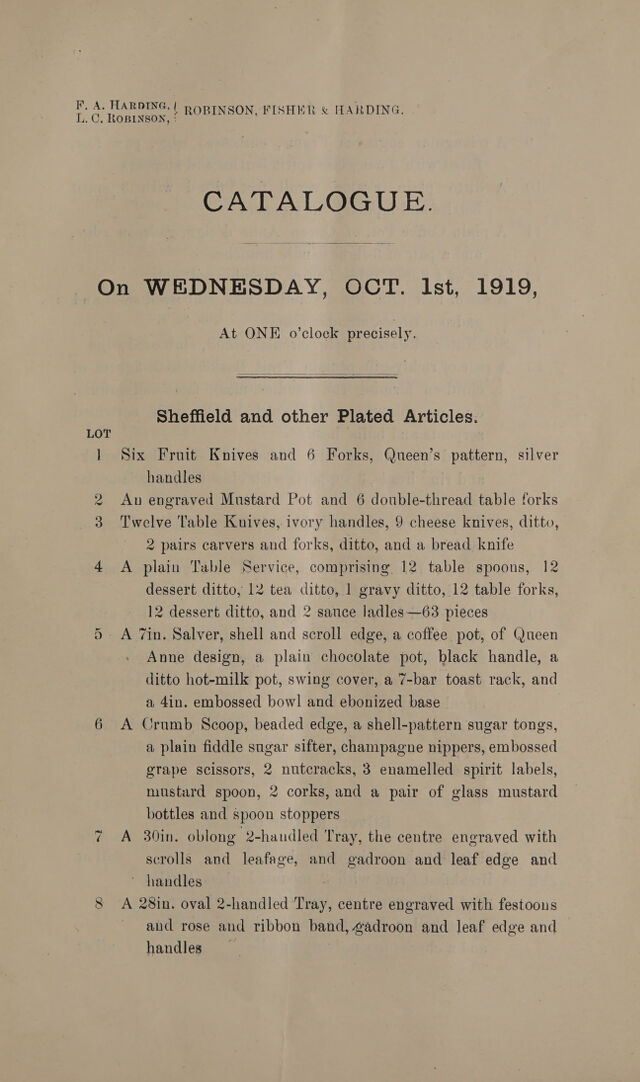 F. A. HARDING, }
L. C. ROBINSON, } ROBINSON, FISHER & HARDING.
CATALOGUE.
On WEDNESDAY, OCT. 1st, 1919,
At ONE o'clock precisely.
Sheffield and other Plated Articles.
LOT
1 Six Fruit Knives and 6 Forks, Queen's pattern, silver
handles
2 An engraved Mustard Pot and 6 double-thread table forks
3 Twelve Table Knives, ivory handles, 9 cheese knives, ditto,
2 pairs carvers and forks, ditto, and a bread knife
4 A plain Table Service, comprising 12 table spoons, 12
dessert ditto, 12 tea ditto, 1 gravy ditto, 12 table forks,
12 dessert ditto, and 2 sauce ladles—63 pieces
5 A 7in. Salver, shell and scroll edge, a coffee pot, of Queen
Anne design, a plain chocolate pot, black handle, a
ditto hot-milk pot, swing cover, a 7-bar toast rack, and
a 4in. embossed bowl and ebonized base
6 A Crumb Scoop, beaded edge, a shell-pattern sugar tongs,
a plain fiddle sugar sifter, champagne nippers, embossed
grape scissors, 2 nutcracks, 3 enamelled spirit labels,
mustard spoon, 2 corks, and a pair of glass mustard
bottles and spoon stoppers
7 A 30in. oblong 2-handled Tray, the centre engraved with
scrolls and leafage, and gadroon and leaf edge and
handles
8 A 28in. oval 2-handled Tray, centre engraved with festoons
and rose and ribbon band, gadroon and leaf edge and
handles